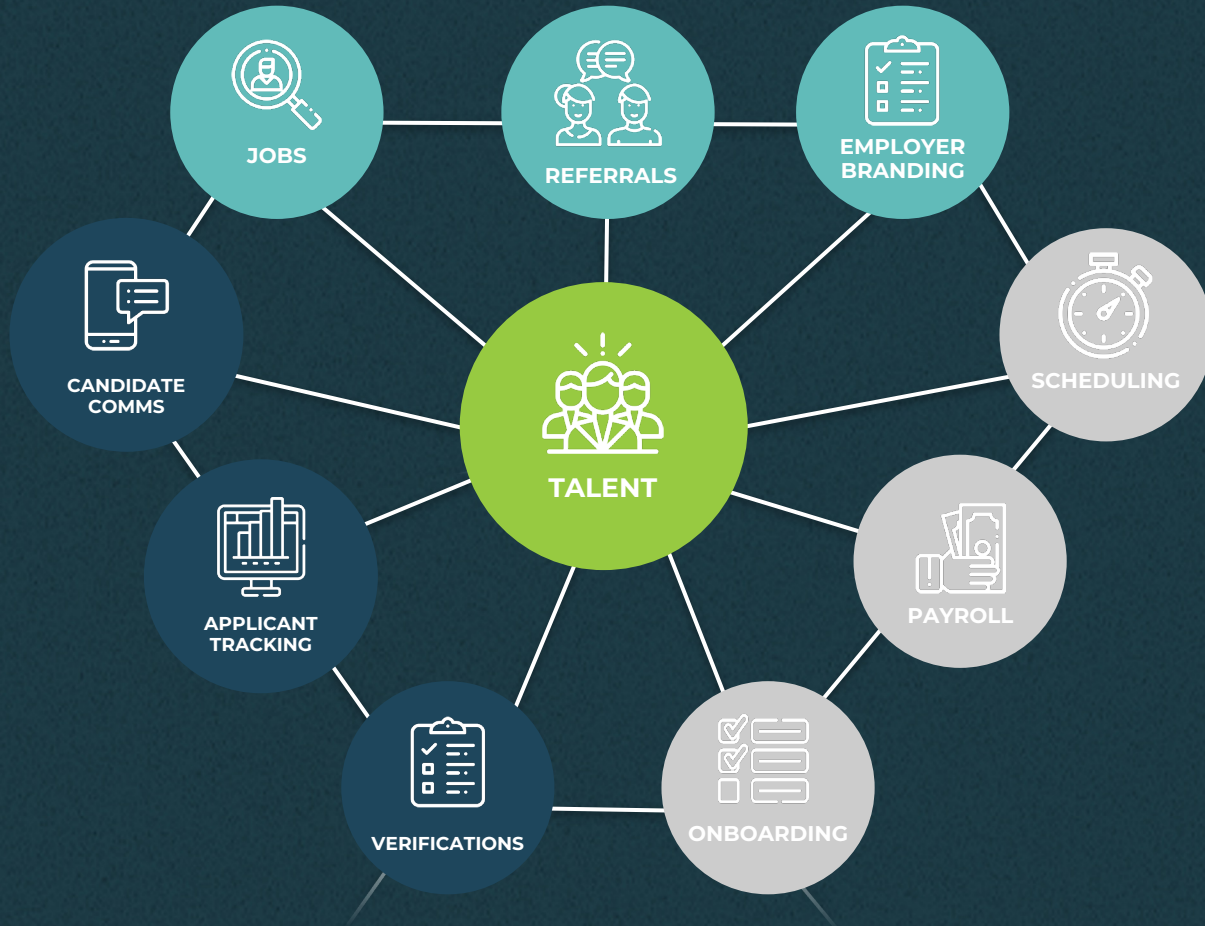 JOBS
REFERRALS
EMPLOYER
BRANDING
CANDIDATE
COMMS
SCHEDULING
TALENT
APPLICANT
TRACKING
PAYROLL
VERIFICATIONS
ONBOARDING